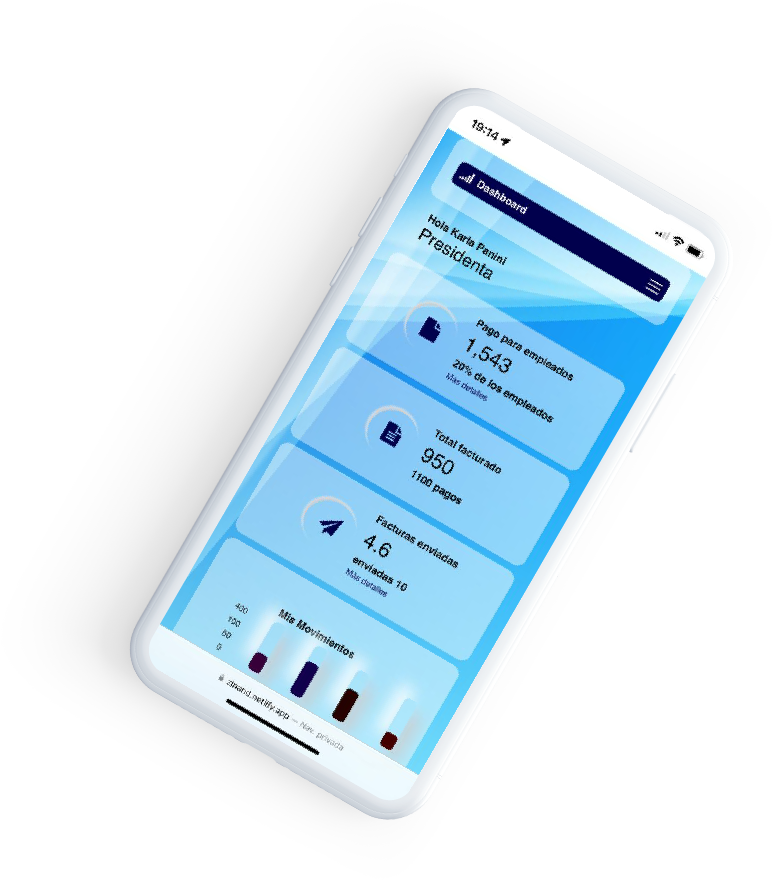 19:14
Dashboard
Hola Karla Panini
Presidenta
Pago para empleados
1,543
20% de los empleados
Más detalles
Total facturado
950
1100 pagos
Facturas enviadas
4.6
enviadas 10
Más detalles
Mis Movimientos
400
100
50
0
zinand.netlify.app — Nav. privada